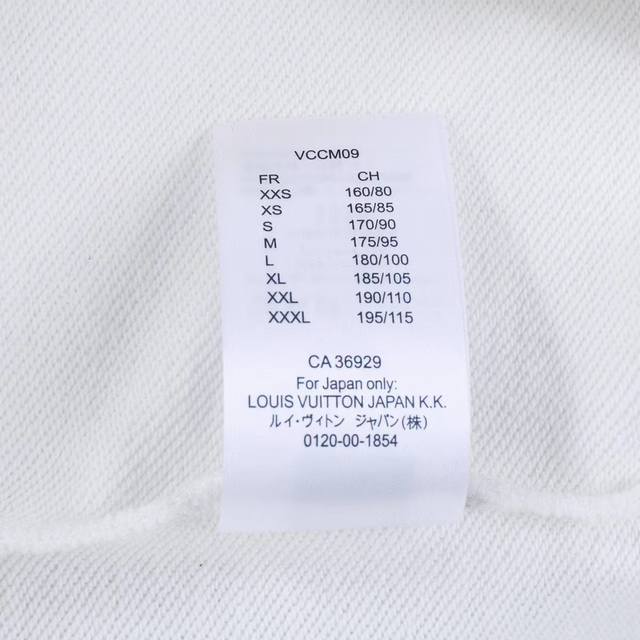 VCCM09
FR CH
XXS 160/80
XS 165/85
S 170/90
M 175/95
L 180/100
XL 185/105
XXL 190/110
XXXL 195/115
CA 36929
For Japan only:
LOUIS VUITTON JAPAN K.K.
ルイ・ヴィトン ジャパン(株)
0120-00-1854